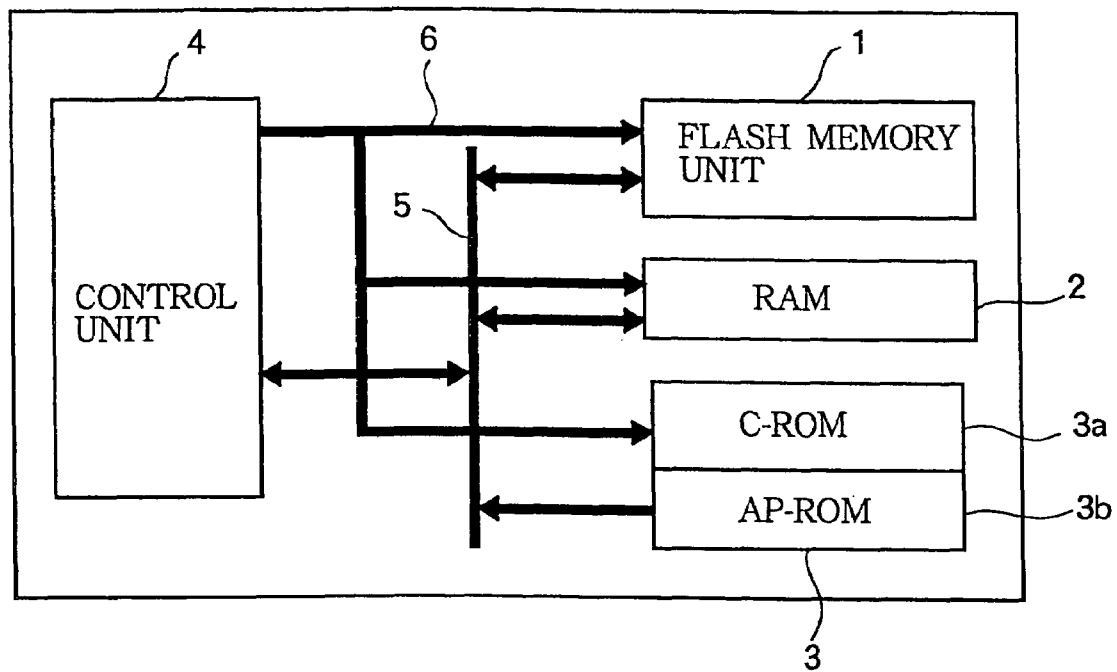 4
6
1
FLASH MEMORY
UNIT
5
CONTROL
UNIT
RAM
2
C-ROM
3a
AP-ROM
3b
3